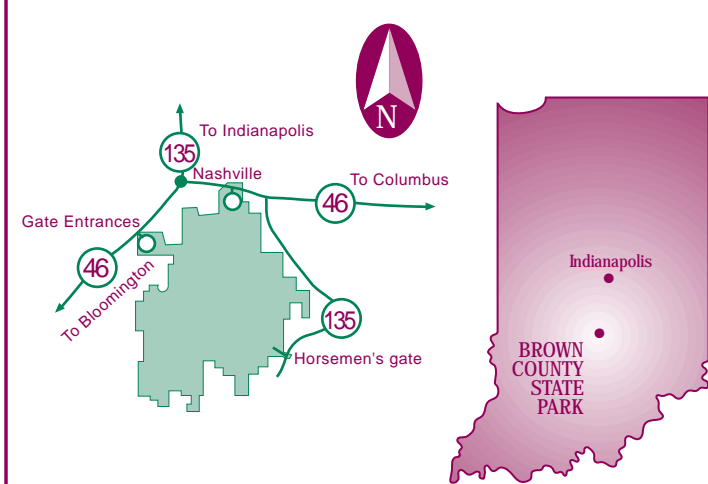 N
To Indianapolis
135
Nashville
To Columbus
46
Gate Entrances
46
To Bloomington
135
Horsemen's gate
Indianapolis
BROWN
COUNTY
STATE
PARK